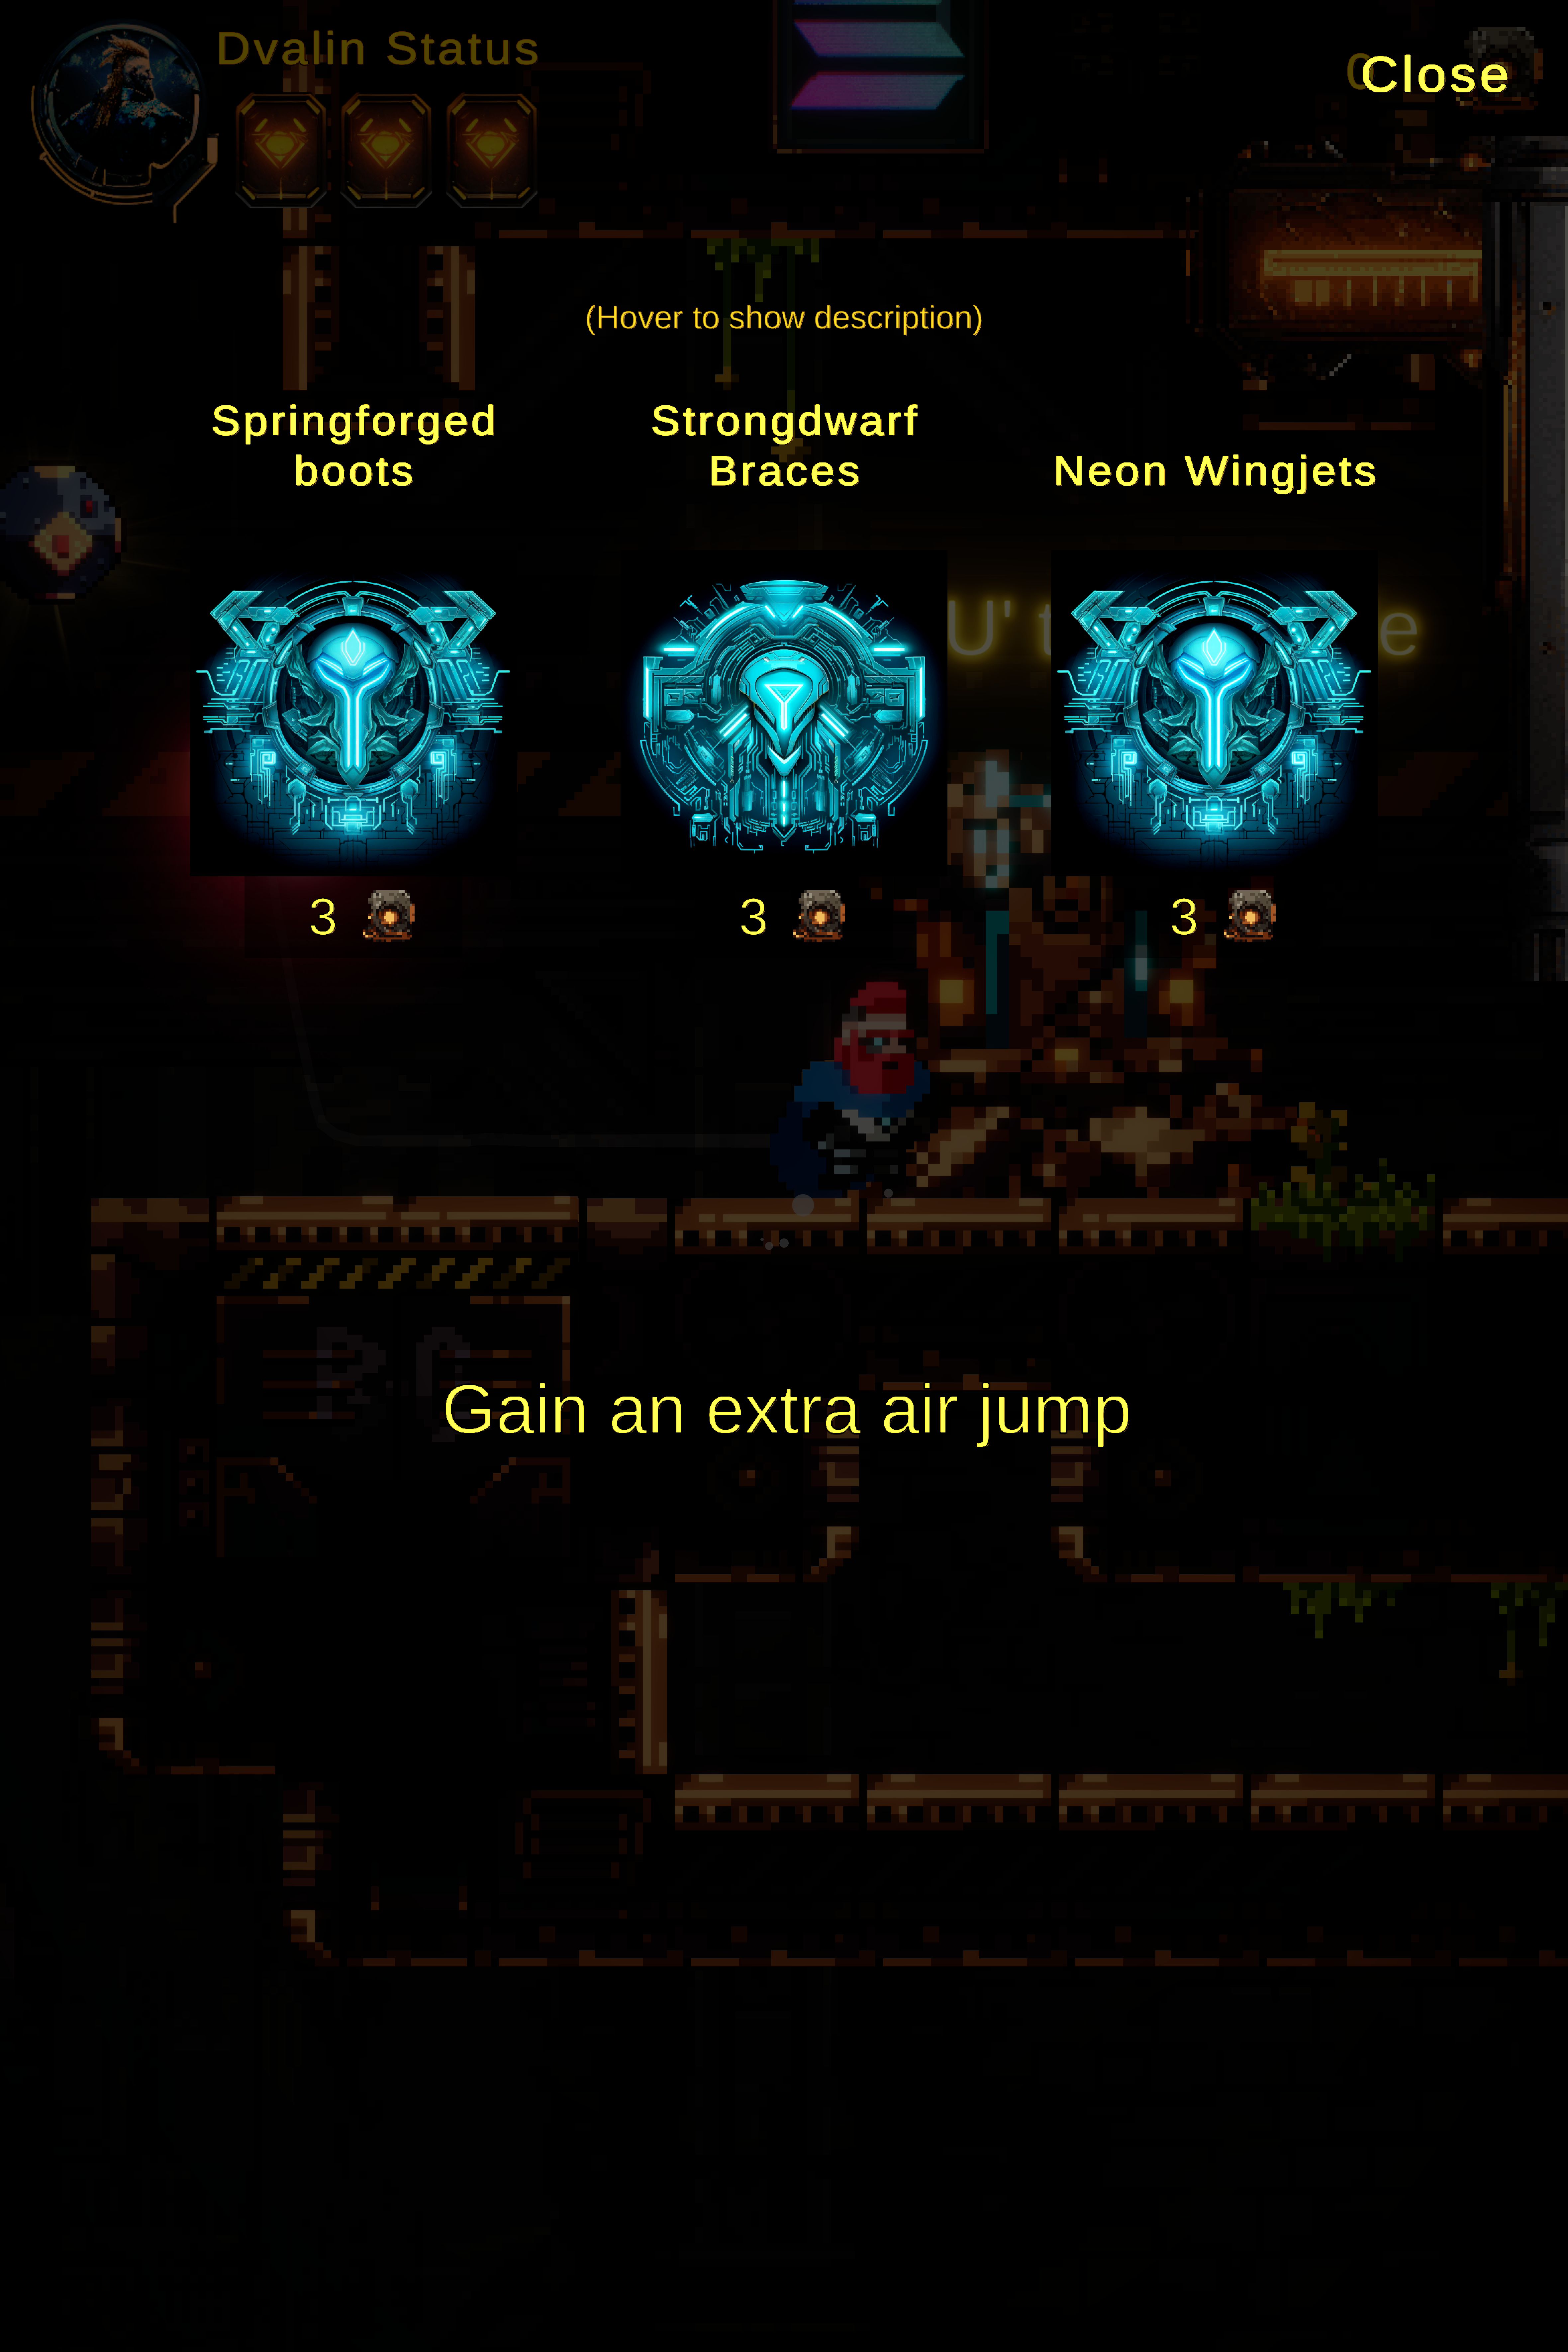 Dvalin Status
0
Close
(Hover to show description)
Springforged
boots
Strongdwarf
Braces
Neon Wingjets
U' t
e
3
3
3
Gain an extra air jump